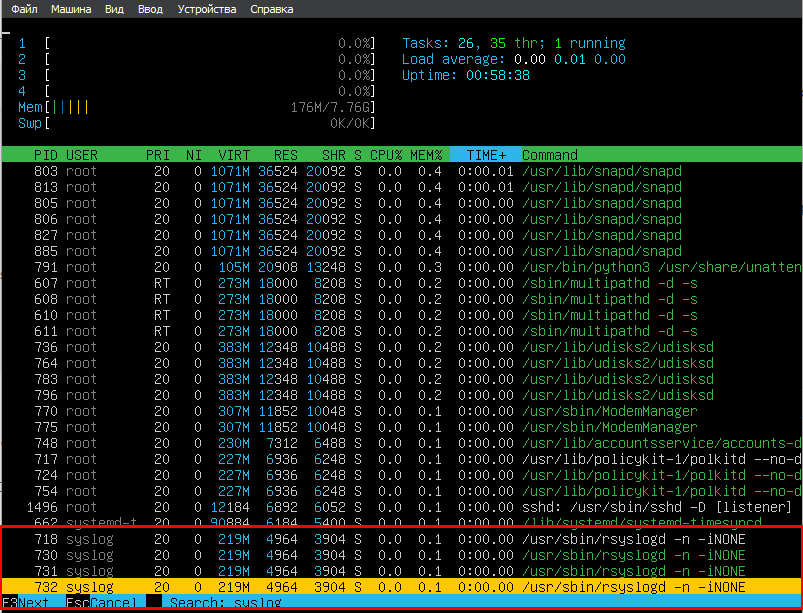 Файл Машина Вид Ввод Устройства Справка
1 [ 0.0%] Tasks: 26, 35 thr; 1 running
2 [ 0.0%] Load average: 0.00 0.01 0.00
3 [ 0.0%] Uptime: 00:58:38
4 [ 0.0%]
Mem[||||| 176M/7.76G]
Swp[ 0K/0K]
PID USER PRI NI VIRT RES SHR S CPU% MEM% TIME+ Command
803 root 20 0 1071M 36524 20092 S 0.0 0.4 0:00.01 /usr/lib/snapd/snapd
813 root 20 0 1071M 36524 20092 S 0.0 0.4 0:00.01 /usr/lib/snapd/snapd
805 root 20 0 1071M 36524 20092 S 0.0 0.4 0:00.00 /usr/lib/snapd/snapd
806 root 20 0 1071M 36524 20092 S 0.0 0.4 0:00.00 /usr/lib/snapd/snapd
827 root 20 0 1071M 36524 20092 S 0.0 0.4 0:00.00 /usr/lib/snapd/snapd
885 root 20 0 1071M 36524 20092 S 0.0 0.4 0:00.00 /usr/lib/snapd/snapd
791 root 20 0 105M 20908 13248 S 0.0 0.3 0:00.00 /usr/bin/python3 /usr/share/unatten
607 root RT 0 273M 18000 8208 S 0.0 0.2 0:00.00 /sbin/multipathd -d -s
608 root RT 0 273M 18000 8208 S 0.0 0.2 0:00.00 /sbin/multipathd -d -s
610 root RT 0 273M 18000 8208 S 0.0 0.2 0:00.00 /sbin/multipathd -d -s
611 root RT 0 273M 18000 8208 S 0.0 0.2 0:00.00 /sbin/multipathd -d -s
736 root 20 0 383M 12348 10488 S 0.0 0.2 0:00.00 /usr/lib/udisks2/udisksd
764 root 20 0 383M 12348 10488 S 0.0 0.2 0:00.00 /usr/lib/udisks2/udisksd
783 root 20 0 383M 12348 10488 S 0.0 0.2 0:00.00 /usr/lib/udisks2/udisksd
796 root 20 0 383M 12348 10488 S 0.0 0.2 0:00.00 /usr/lib/udisks2/udisksd
770 root 20 0 307M 11852 10048 S 0.0 0.1 0:00.00 /usr/sbin/ModemManager
775 root 20 0 307M 11852 10048 S 0.0 0.1 0:00.00 /usr/sbin/ModemManager
748 root 20 0 230M 7312 6488 S 0.0 0.1 0:00.00 /usr/lib/accountsservice/accounts-d
717 root 20 0 227M 6936 6248 S 0.0 0.1 0:00.00 /usr/lib/policykit-1/polkitd --no-d
724 root 20 0 227M 6936 6248 S 0.0 0.1 0:00.00 /usr/lib/policykit-1/polkitd --no-d
754 root 20 0 227M 6936 6248 S 0.0 0.1 0:00.00 /usr/lib/policykit-1/polkitd --no-d
1496 root 20 0 12184 6892 6052 S 0.0 0.1 0:00.00 sshd: /usr/sbin/sshd -D [listener]
662 systemd-t 20 0 90884 6184 5400 S 0.0 0.1 0:00.00 /lib/systemd/systemd-timesyncd
718 syslog 20 0 219M 4964 3904 S 0.0 0.1 0:00.00 /usr/sbin/rsyslogd -n -iNONE
730 syslog 20 0 219M 4964 3904 S 0.0 0.1 0:00.00 /usr/sbin/rsyslogd -n -iNONE
731 syslog 20 0 219M 4964 3904 S 0.0 0.1 0:00.00 /usr/sbin/rsyslogd -n -iNONE
732 syslog 20 0 219M 4964 3904 S 0.0 0.1 0:00.00 /usr/sbin/rsyslogd -n -iNONE
F3Next Esc Cancel Search: syslog